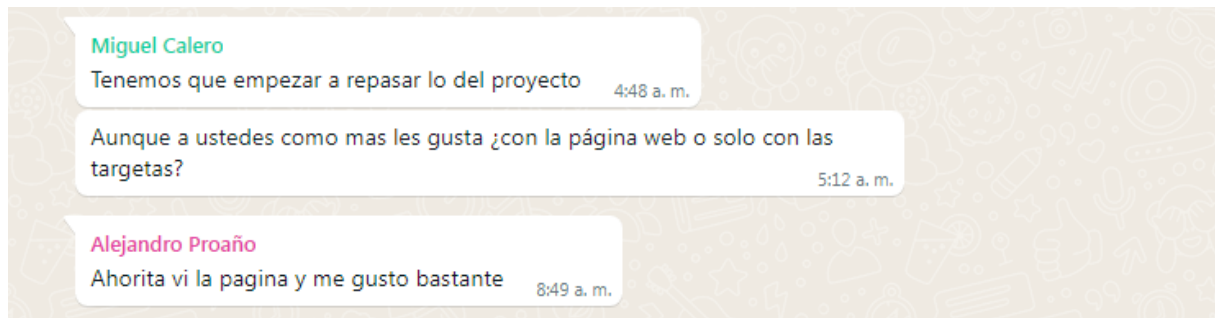 Miguel Calero
Tenemos que empezar a repasar lo del proyecto
4:48 a. m.
Aunque a ustedes como mas les gusta ¿con la página web o solo con las
targetas?
5:12 a. m.
Alejandro Proaño
Ahorita vi la pagina y me gusto bastante
8:49 a. m.